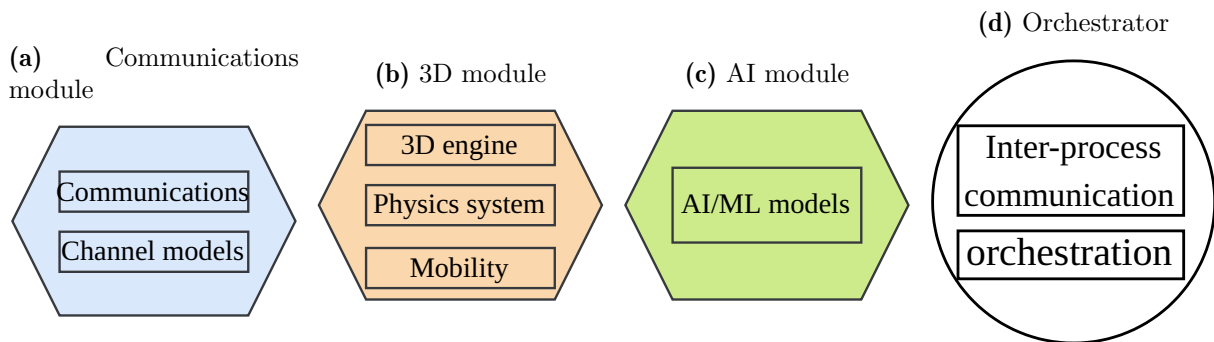 (a) Communications
module
Communications
Channel models
(b) 3D module
3D engine
Physics system
Mobility
(c) AI module
AI/ML models
(d) Orchestrator
Inter-process
communication
orchestration